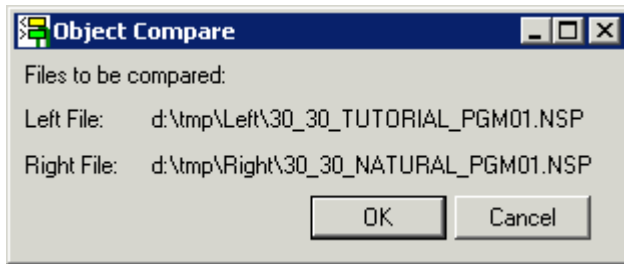 Object Compare
Files to be compared:
Left File: d:\tmp\Left\30_30_TUTORIAL_PGM01.NSP
Right File: d:\tmp\Right\30_30_NATURAL_PGM01.NSP
OK Cancel